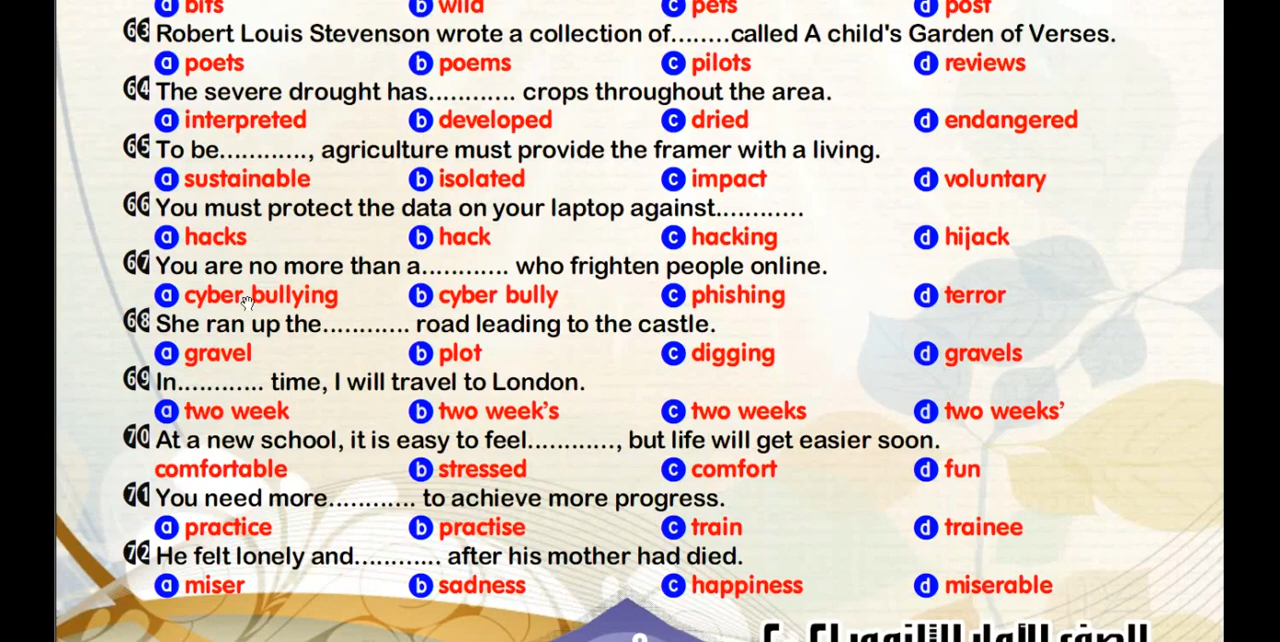 a bits b wild c pets d post
63 Robert Louis Stevenson wrote a collection of........called A child's Garden of Verses.
a poets b poems c pilots d reviews
64 The severe drought has............ crops throughout the area.
a interpreted b developed c dried d endangered
65 To be............, agriculture must provide the framer with a living.
a sustainable b isolated c impact d voluntary
66 You must protect the data on your laptop against............
a hacks b hack c hacking d hijack
67 You are no more than a............ who frighten people online.
a cyber bullying b cyber bully c phishing d terror
68 She ran up the............ road leading to the castle.
a gravel b plot c digging d gravels
69 In............ time, I will travel to London.
a two week b two week’s c two weeks d two weeks’
70 At a new school, it is easy to feel............, but life will get easier soon.
comfortable b stressed c comfort d fun
71 You need more............ to achieve more progress.
a practice b practise c train d trainee
72 He felt lonely and............ after his mother had died.
a miser b sadness c happiness d miserable